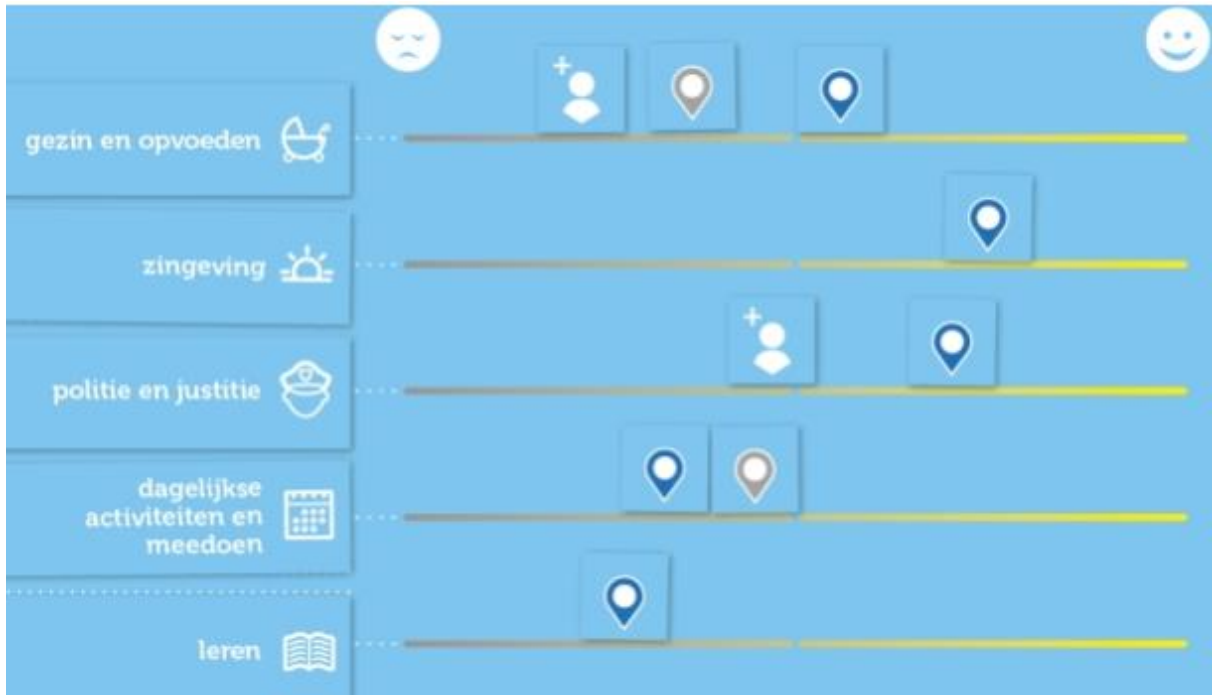 gezin en opvoeden
zingeving
politie en justitie
dagelijkse
activiteiten en
meedoen
leren